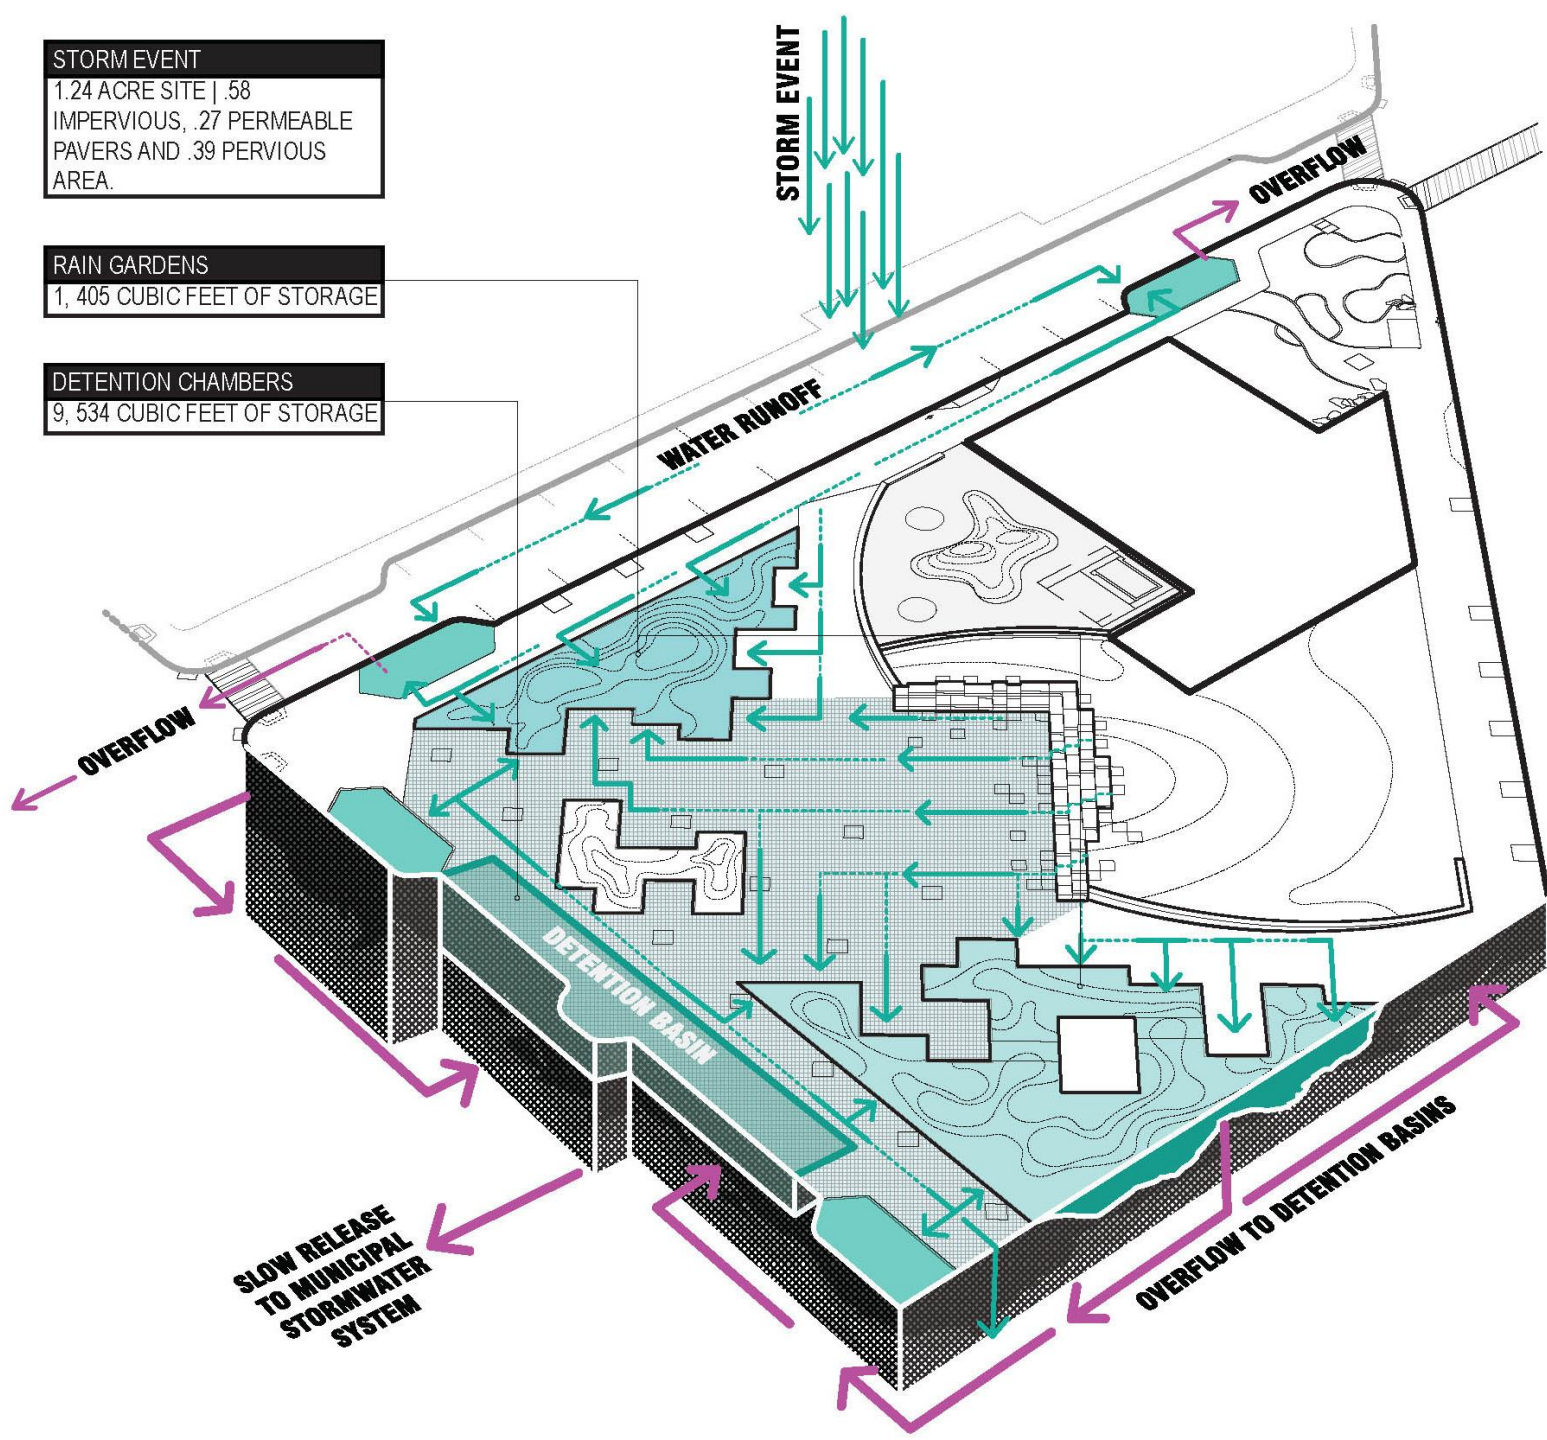 STORM EVENT
1.24 ACRE SITE | .58
IMPERVIOUS, .27 PERMEABLE
PAVERS AND .39 PERVIOUS
AREA.
RAIN GARDENS
1, 405 CUBIC FEET OF STORAGE
DETENTION CHAMBERS
9, 534 CUBIC FEET OF STORAGE
STORM EVENT
OVERFLOW
WATER RUNOFF
OVERFLOW
DETENTION BASIN
SLOW RELEASE
TO MUNICIPAL
STORMWATER
SYSTEM
OVERFLOW TO DETENTION BASINS